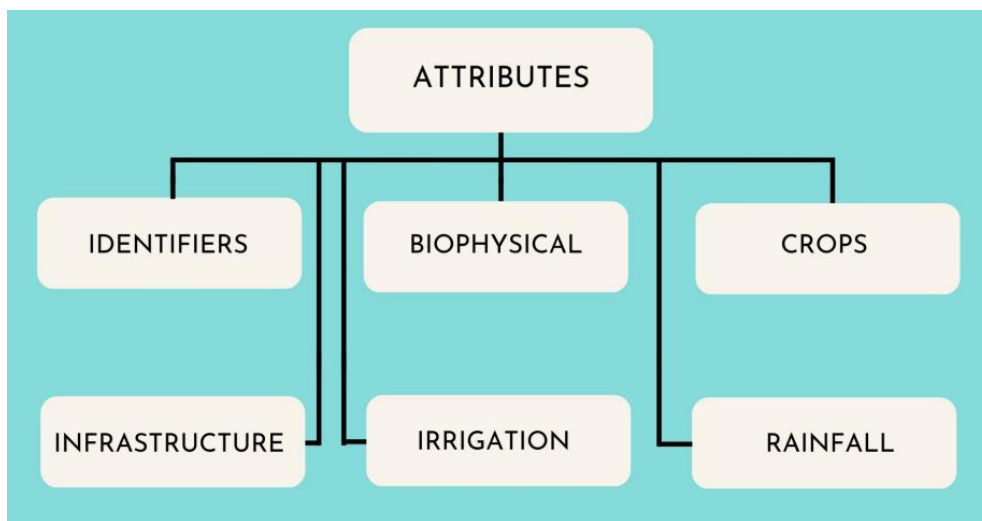 ATTRIBUTES
IDENTIFIERS
BIOPHYSICAL
CROPS
INFRASTRUCTURE
IRRIGATION
RAINFALL